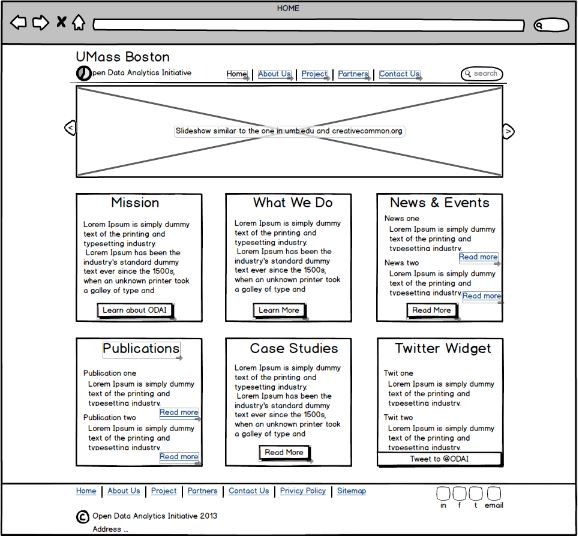 HOME
UMass Boston
pen Data Analytics Initiative
Home About Us Project Partners Contact Us search
Slideshow similar to the one in umb.edu and creativecommon.org
Mission
Lorem Ipsum is simply dummy
text of the printing and
typesetting industry.
Lorem Ipsum has been the
industry's standard dummy
text ever since the 1500s,
when an unknown printer took
a galley of type and
Learn about ODAI
What We Do
Lorem Ipsum is simply dummy
text of the printing and
typesetting industry.
Lorem Ipsum has been the
industry's standard dummy
text ever since the 1500s,
when an unknown printer took
a galley of type and
Learn More
News & Events
News one
Lorem Ipsum is simply dummy
text of the printing and
typesetting industry.
Read more
News two
Lorem Ipsum is simply dummy
text of the printing and
typesetting industry.
Read more
Read More
Publications
Publication one
Lorem Ipsum is simply dummy
text of the printing and
typesetting industry.
Read more
Publication two
Lorem Ipsum is simply dummy
text of the printing and
typesetting industry.
Read more
Case Studies
Lorem Ipsum is simply dummy
text of the printing and
typesetting industry.
Lorem Ipsum has been the
industry's standard dummy
text ever since the 1500s,
when an unknown printer took
a galley of type and
Read More
Twitter Widget
Twit one
Lorem Ipsum is simply dummy
text of the printing and
typesetting industry.
Twit two
Lorem Ipsum is simply dummy
text of the printing and
typesetting industry.
Tweet to @ODAI
Home About Us Project Partners Contact Us Privicy Policy Sitemap
in f t email
© Open Data Analytics Initiative 2013
Address ...